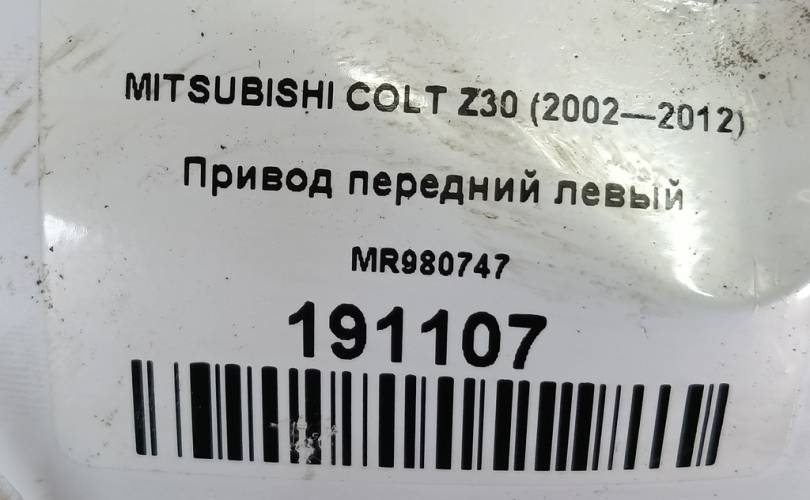 MITSUBISHI COLT Z30 (2002—2012)
Привод передний левый
MR980747
191107